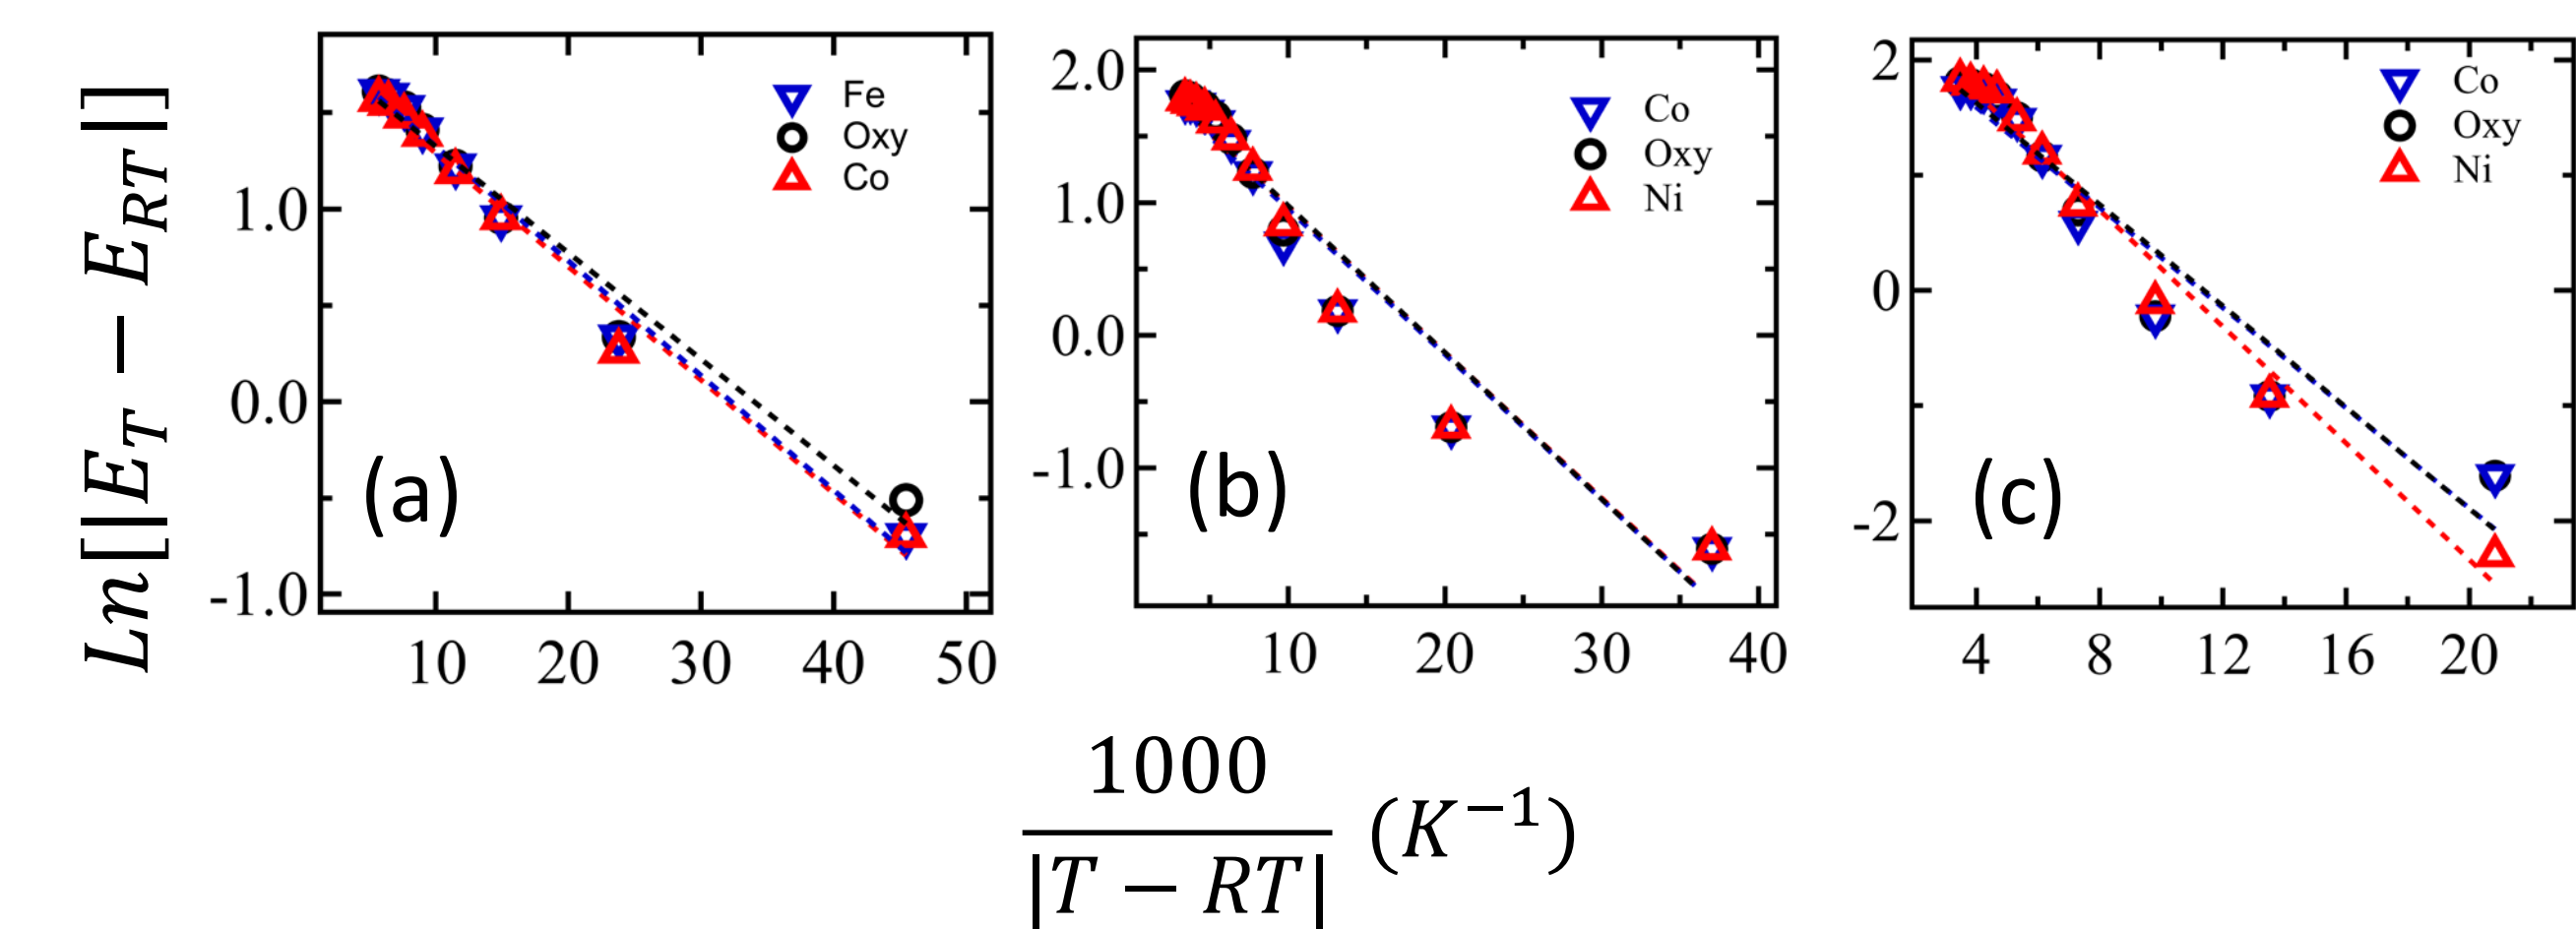 Ln[|E_T − E_RT|]
Fe
Oxy
Co
1.0
0.0
-1.0
(a)
10 20 30 40 50
Co
Oxy
Ni
2.0
1.0
0.0
-1.0
(b)
10 20 30 40
Co
Oxy
Ni
2
0
-2
(c)
4 8 12 16 20
1000
(K⁻¹)
|T − RT|